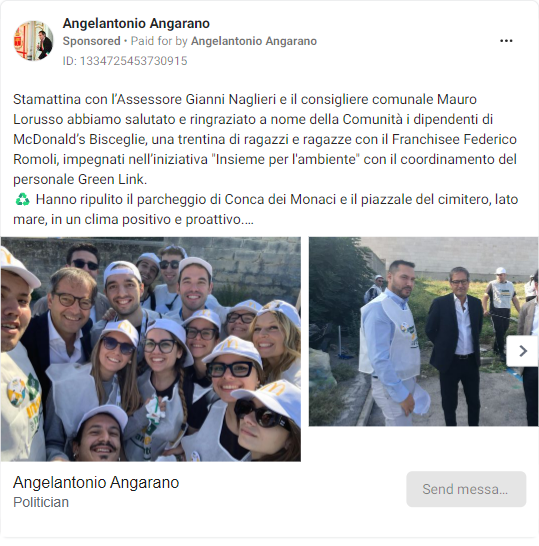 Angelantonio Angarano
Sponsored • Paid for by Angelantonio Angarano
ID: 1334725453730915
Stamattina con l’Assessore Gianni Naglieri e il consigliere comunale Mauro
Lorusso abbiamo salutato e ringraziato a nome della Comunità i dipendenti di
McDonald’s Bisceglie, una trentina di ragazzi e ragazze con il Franchisee Federico
Romoli, impegnati nell’iniziativa "Insieme per l'ambiente" con il coordinamento del
personale Green Link.
♻️ Hanno ripulito il parcheggio di Conca dei Monaci e il piazzale del cimitero, lato
mare, in un clima positivo e proattivo....
Angelantonio Angarano
Politician
Send messa...